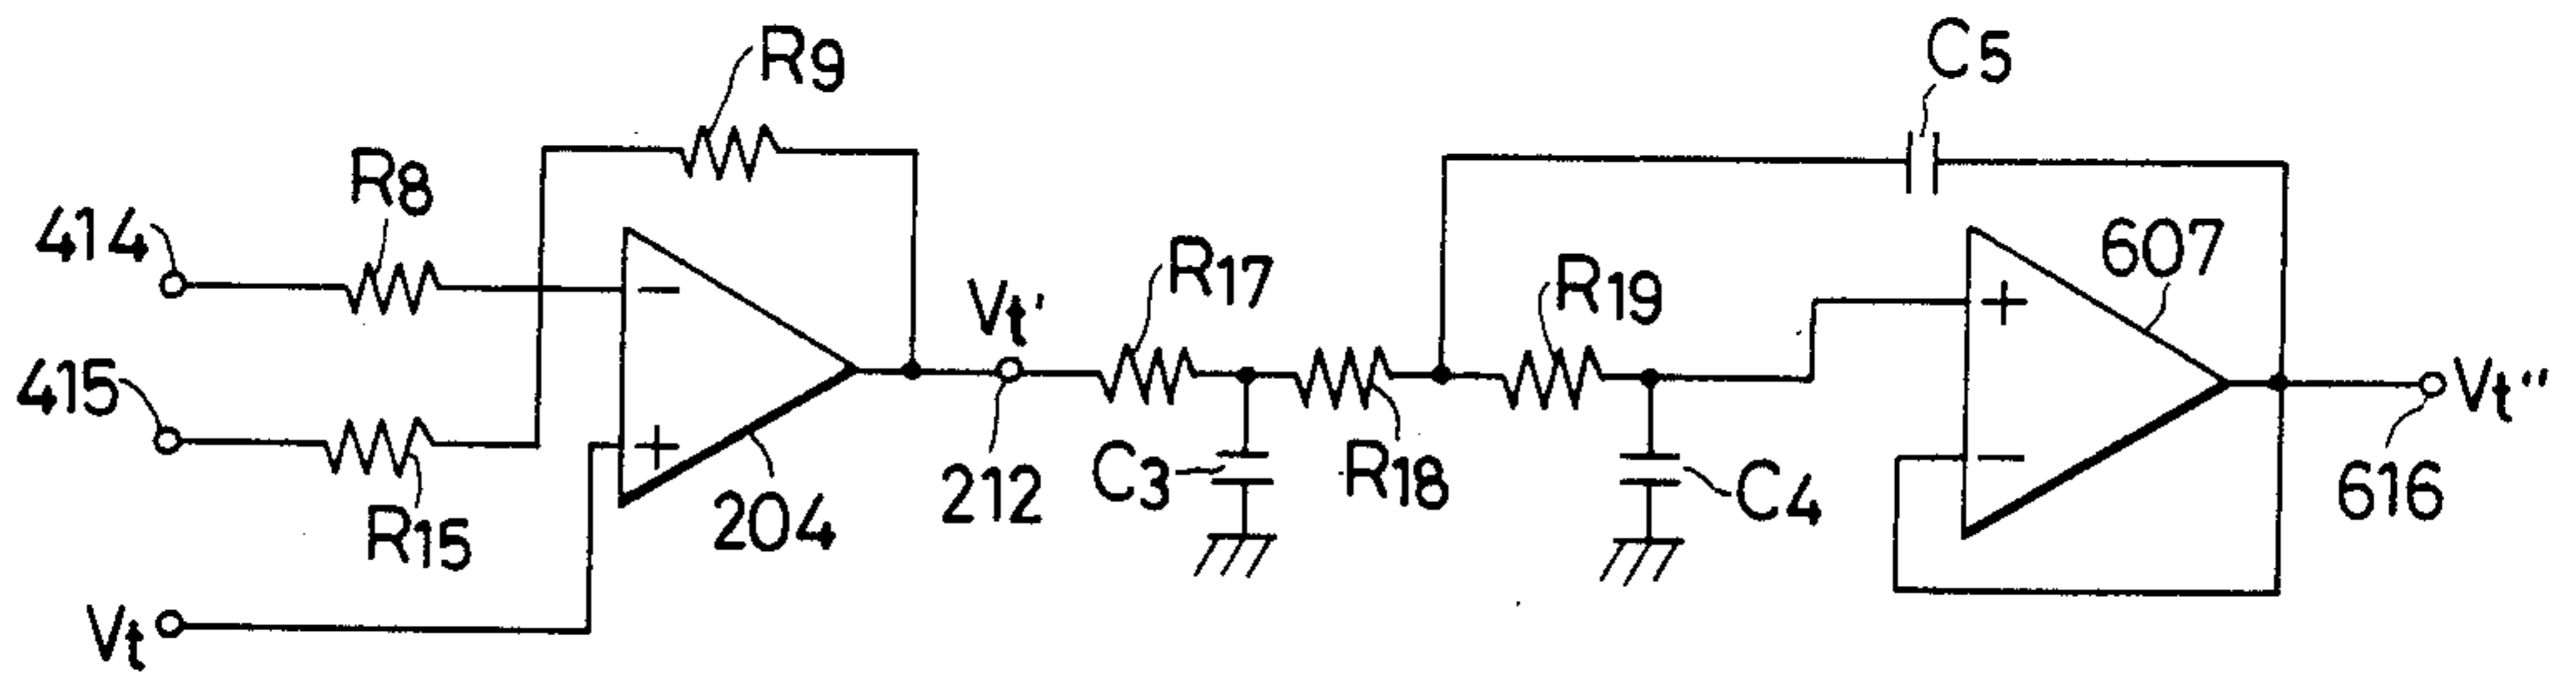 R9
C5
R8
414
607
R17
R19
Vt'
415
Vt''
C3
R18
C4
212
616
204
R15
Vt
−
+
+
−